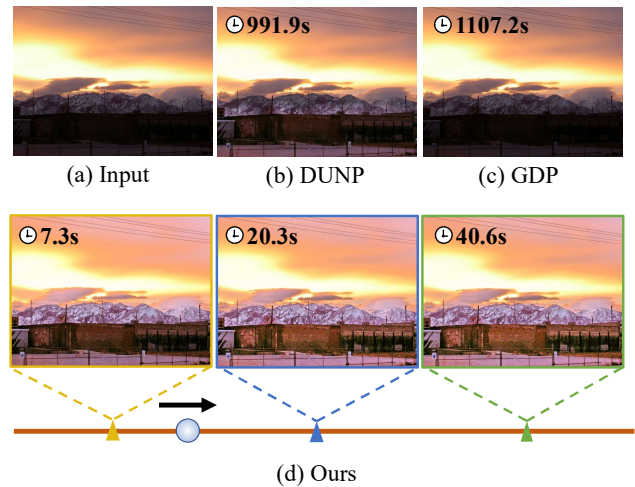 991.9s
1107.2s
(a) Input
(b) DUNP
(c) GDP
7.3s
20.3s
40.6s
(d) Ours